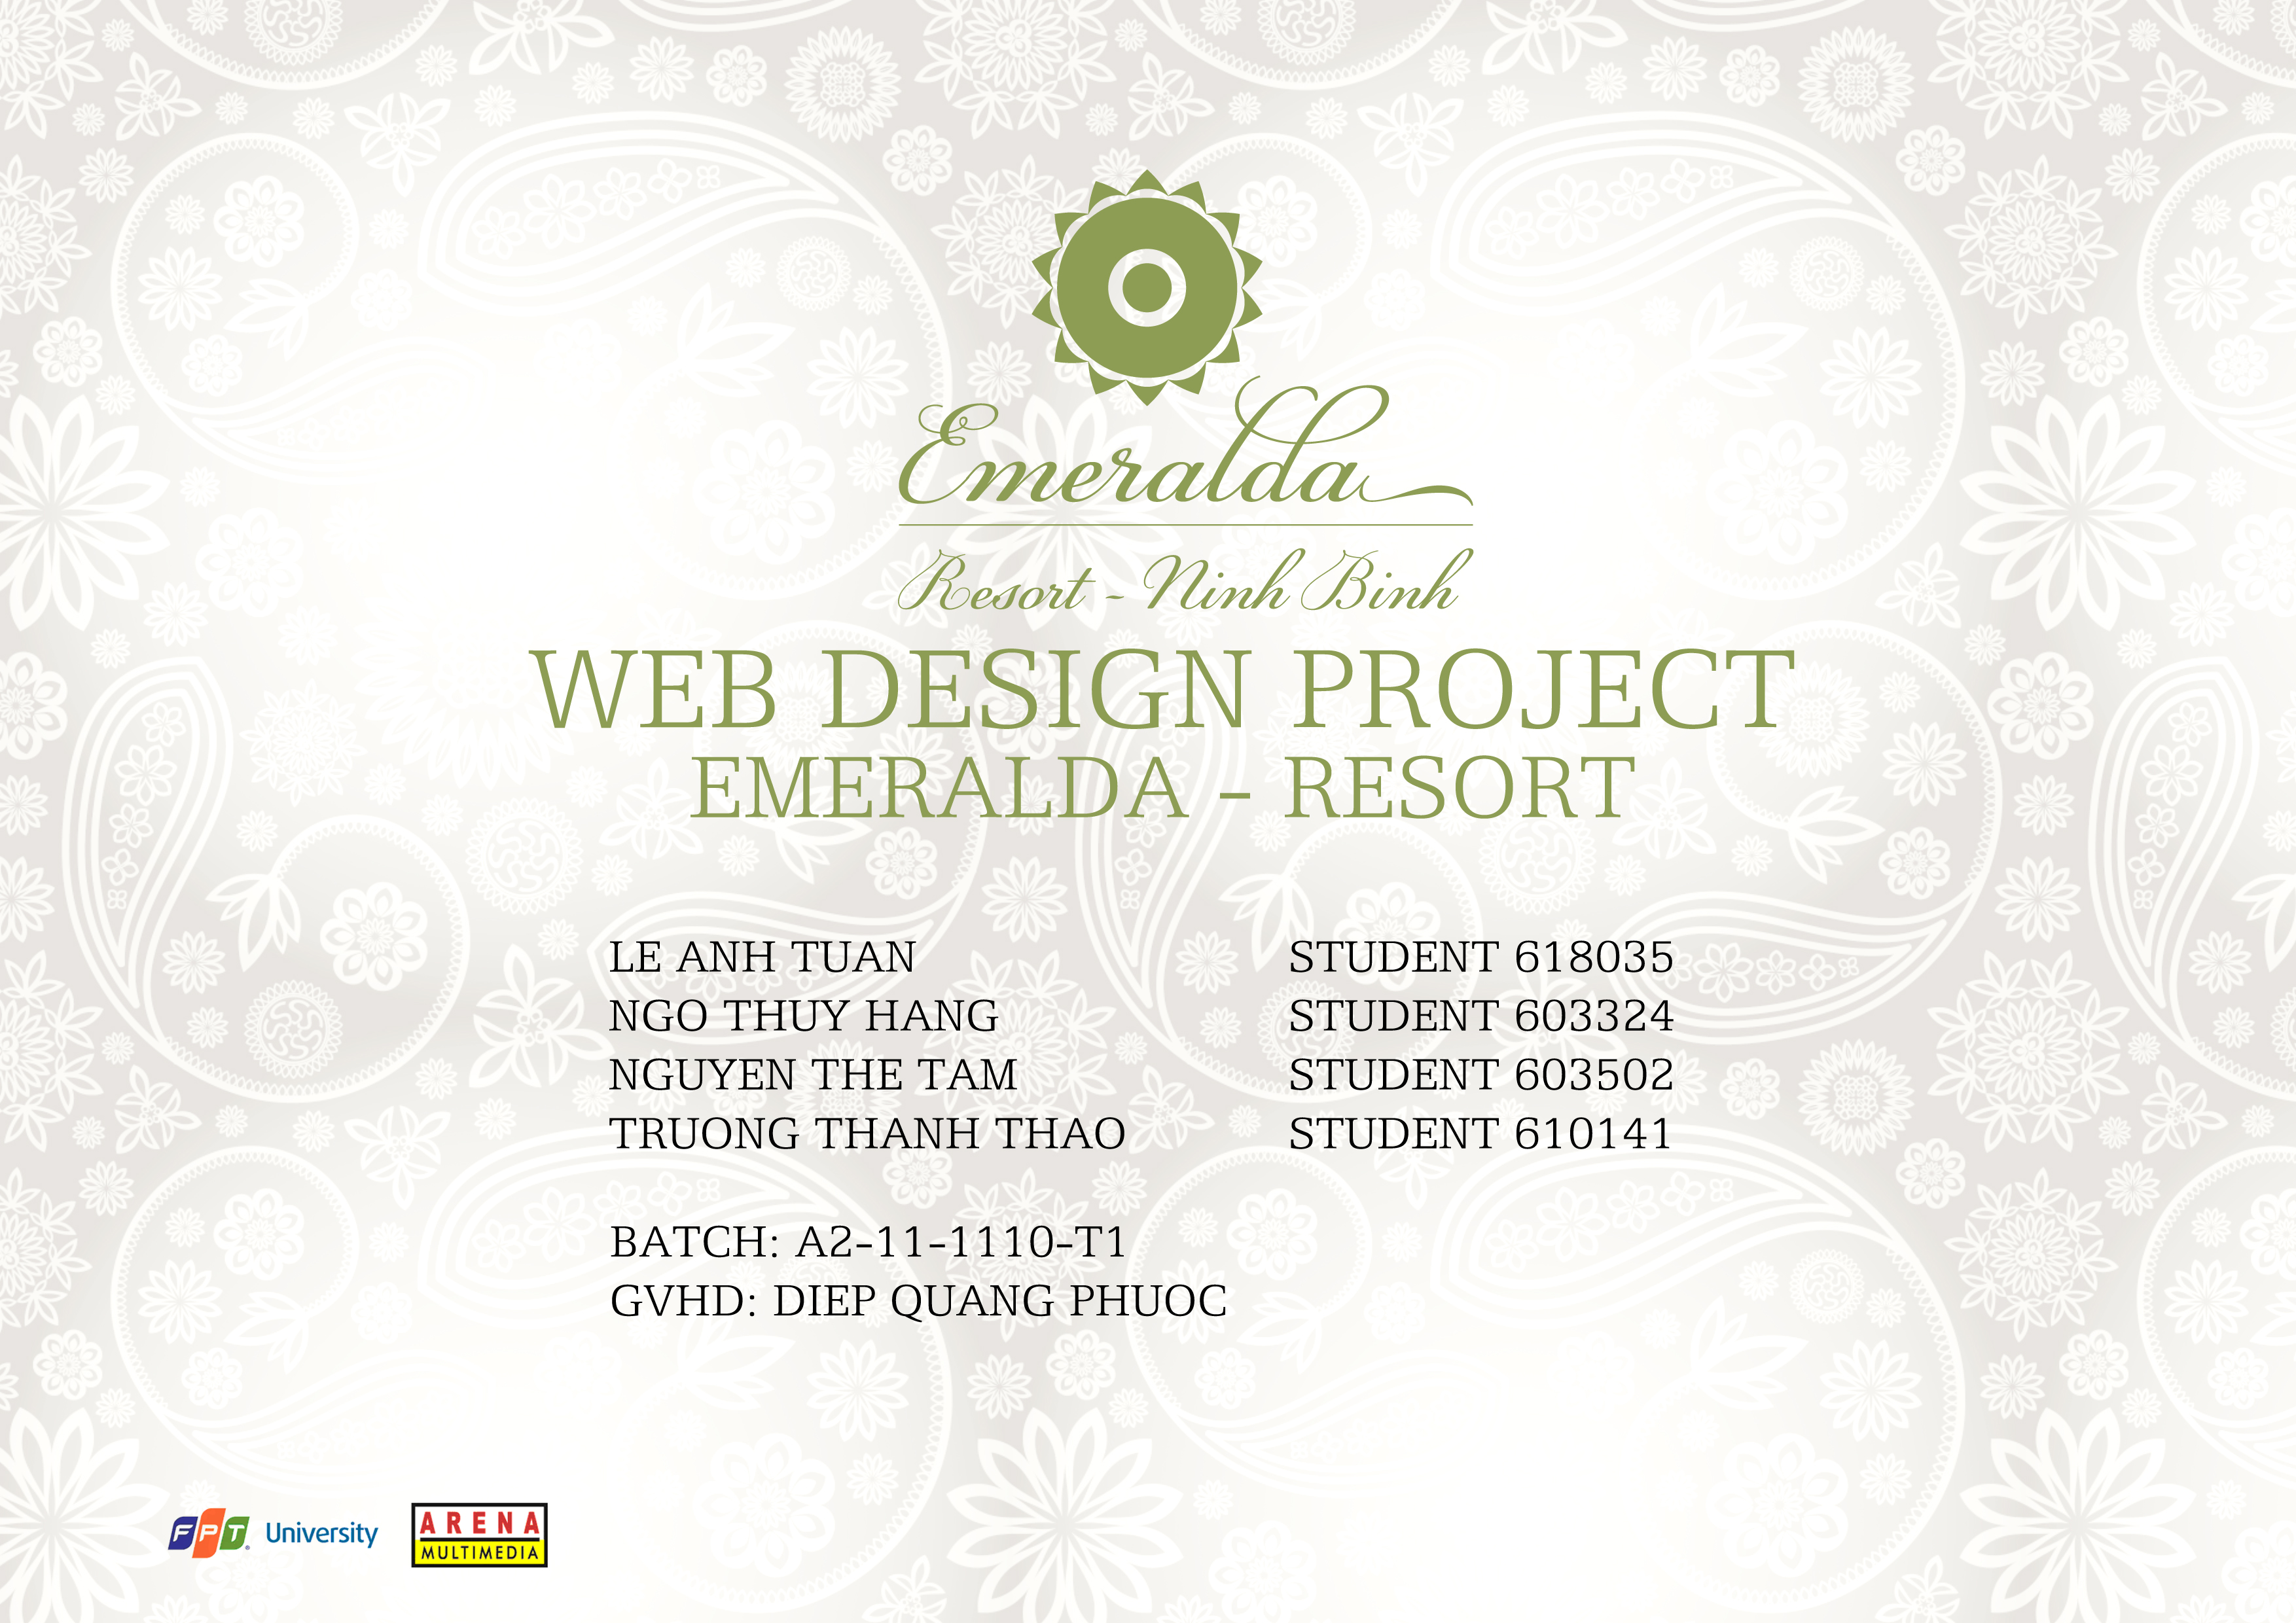 Emeralda
Resort - Ninh Binh
WEB DESIGN PROJECT
EMERALDA - RESORT
LE ANH TUAN STUDENT 618035
NGO THUY HANG STUDENT 603324
NGUYEN THE TAM STUDENT 603502
TRUONG THANH THAO STUDENT 610141
BATCH: A2-11-1110-T1
GVHD: DIEP QUANG PHUOC
FPT University
ARENA
MULTIMEDIA